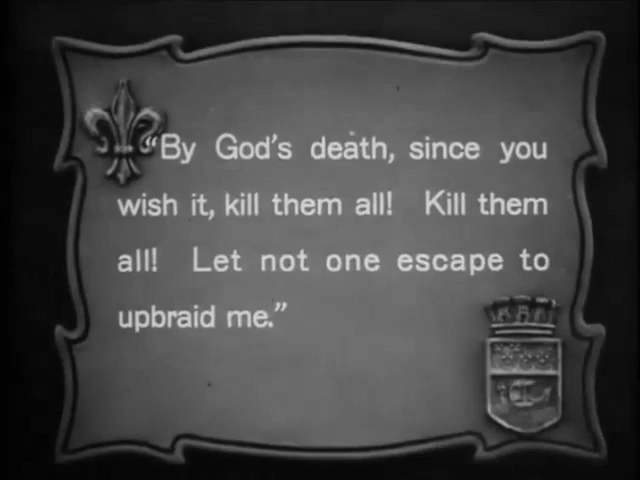 “By God's death, since you
wish it, kill them all! Kill them
all! Let not one escape to
upbraid me.”